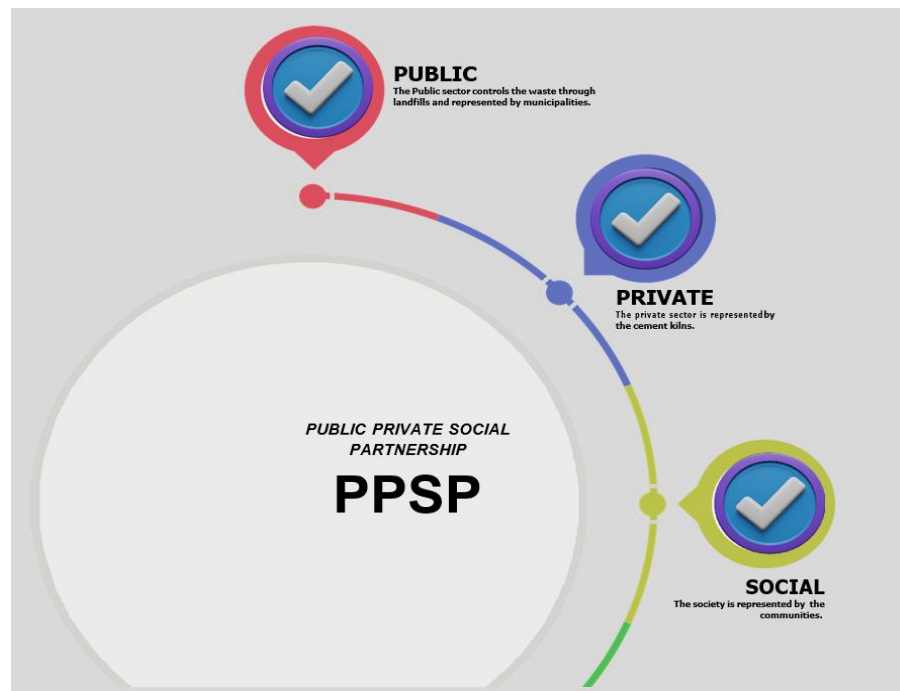 PUBLIC
The Public sector controls the waste through
landfills and represented by municipalities.
PRIVATE
The private sector is represented by
the cement kilns.
PUBLIC PRIVATE SOCIAL
PARTNERSHIP
PPSP
SOCIAL
The society is represented by the
communities.